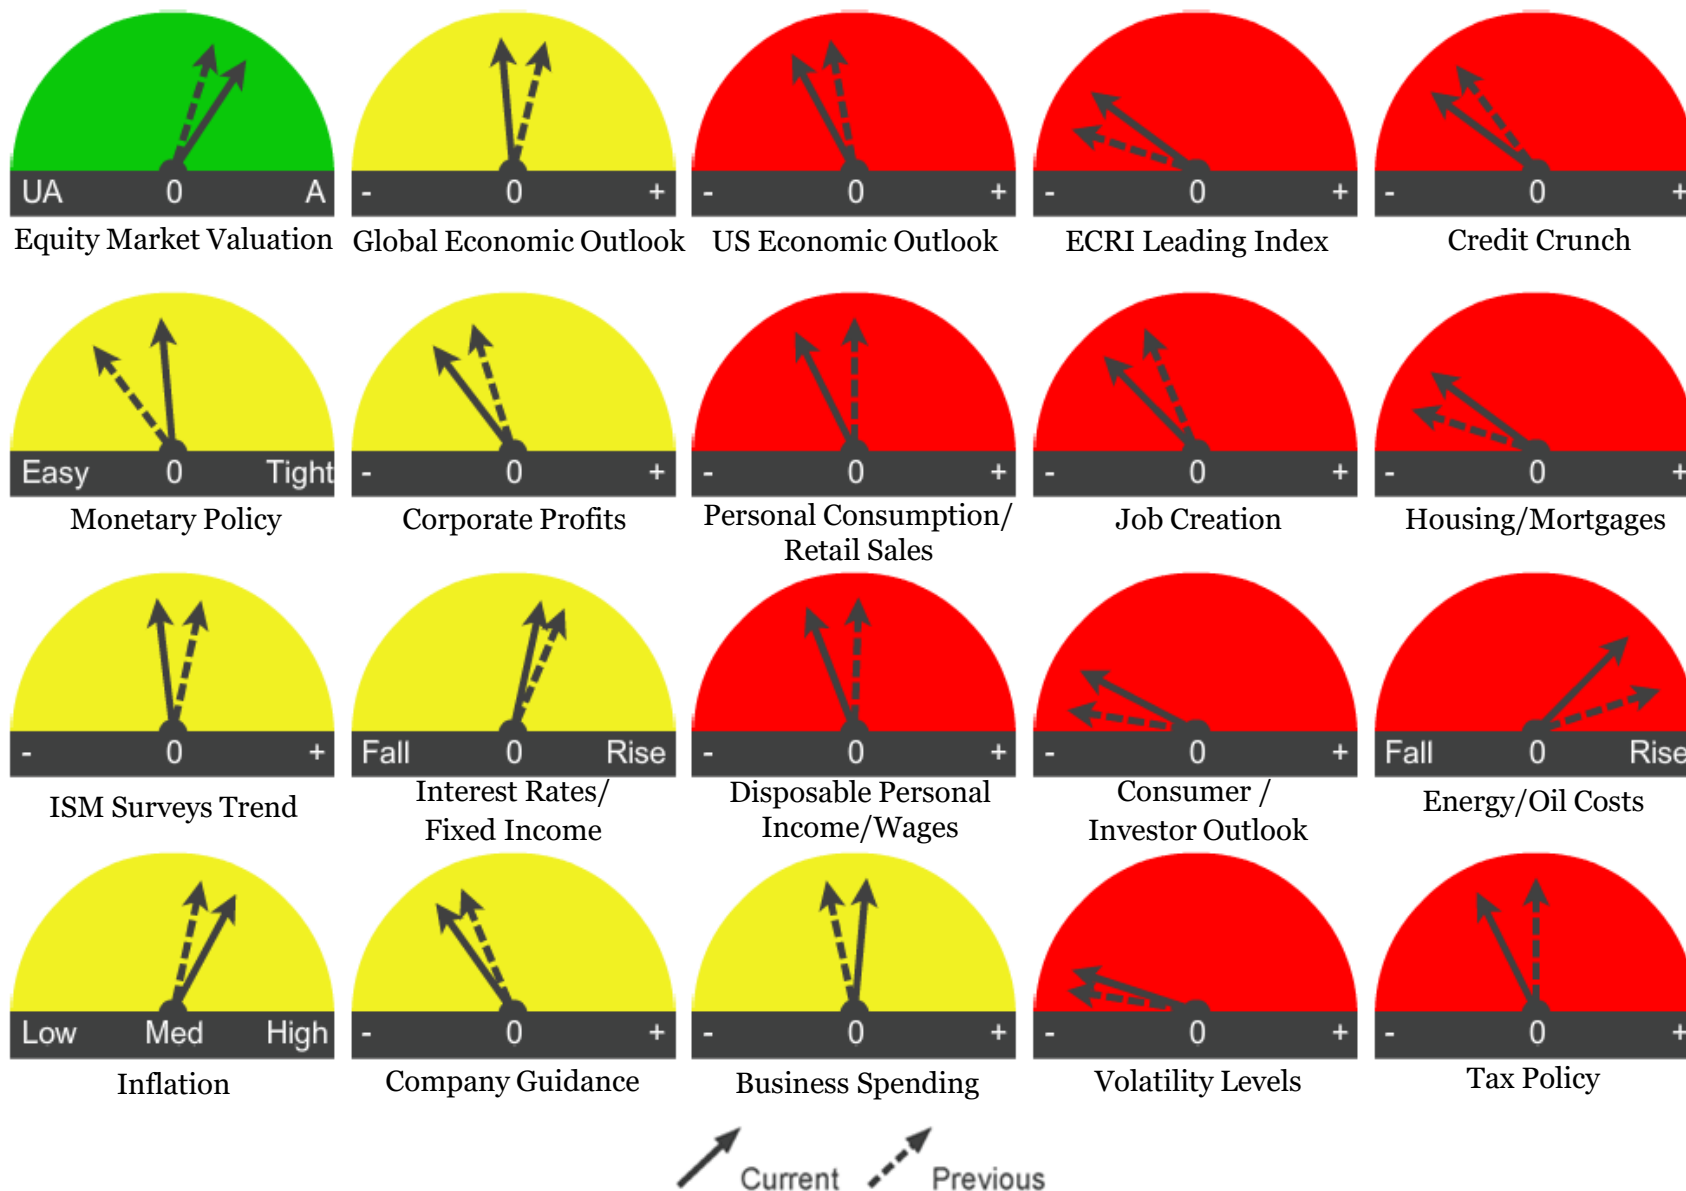 UA 0 A
- 0 +
- 0 +
- 0 +
- 0 +
Equity Market Valuation
Global Economic Outlook
US Economic Outlook
ECRI Leading Index
Credit Crunch
Easy 0 Tight
- 0 +
- 0 +
- 0 +
- 0 +
Monetary Policy
Corporate Profits
Personal Consumption/
Retail Sales
Job Creation
Housing/Mortgages
- 0 +
Fall 0 Rise
- 0 +
- 0 +
Fall 0 Rise
ISM Surveys Trend
Interest Rates/
Fixed Income
Disposable Personal
Income/Wages
Consumer /
Investor Outlook
Energy/Oil Costs
Low Med High
- 0 +
- 0 +
- 0 +
- 0 +
Inflation
Company Guidance
Business Spending
Volatility Levels
Tax Policy
Current Previous